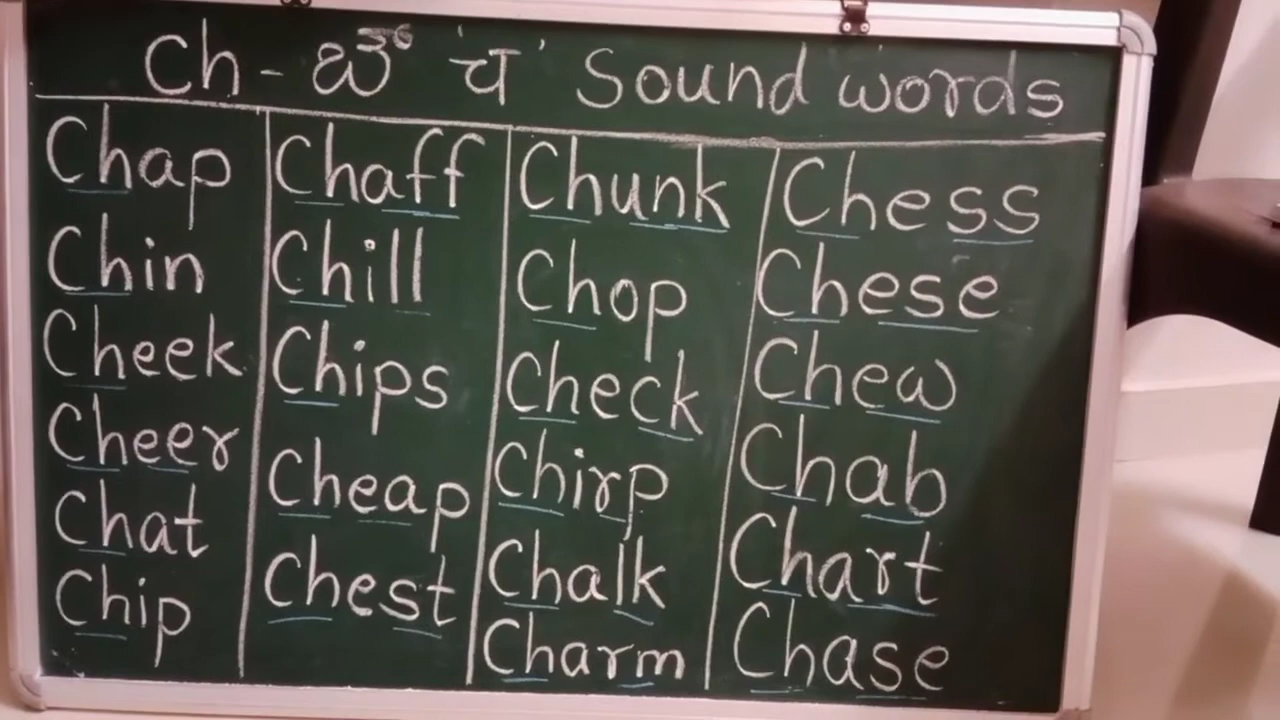 Ch - ಚ್ 'च' Sound words
Chap Chaff Chunk Chess
Chin Chill Chop Chese
Cheek Chips Check Chew
Cheer Cheap Chirp Chab
Chat Chest Chalk Chart
Chip Charm Chase